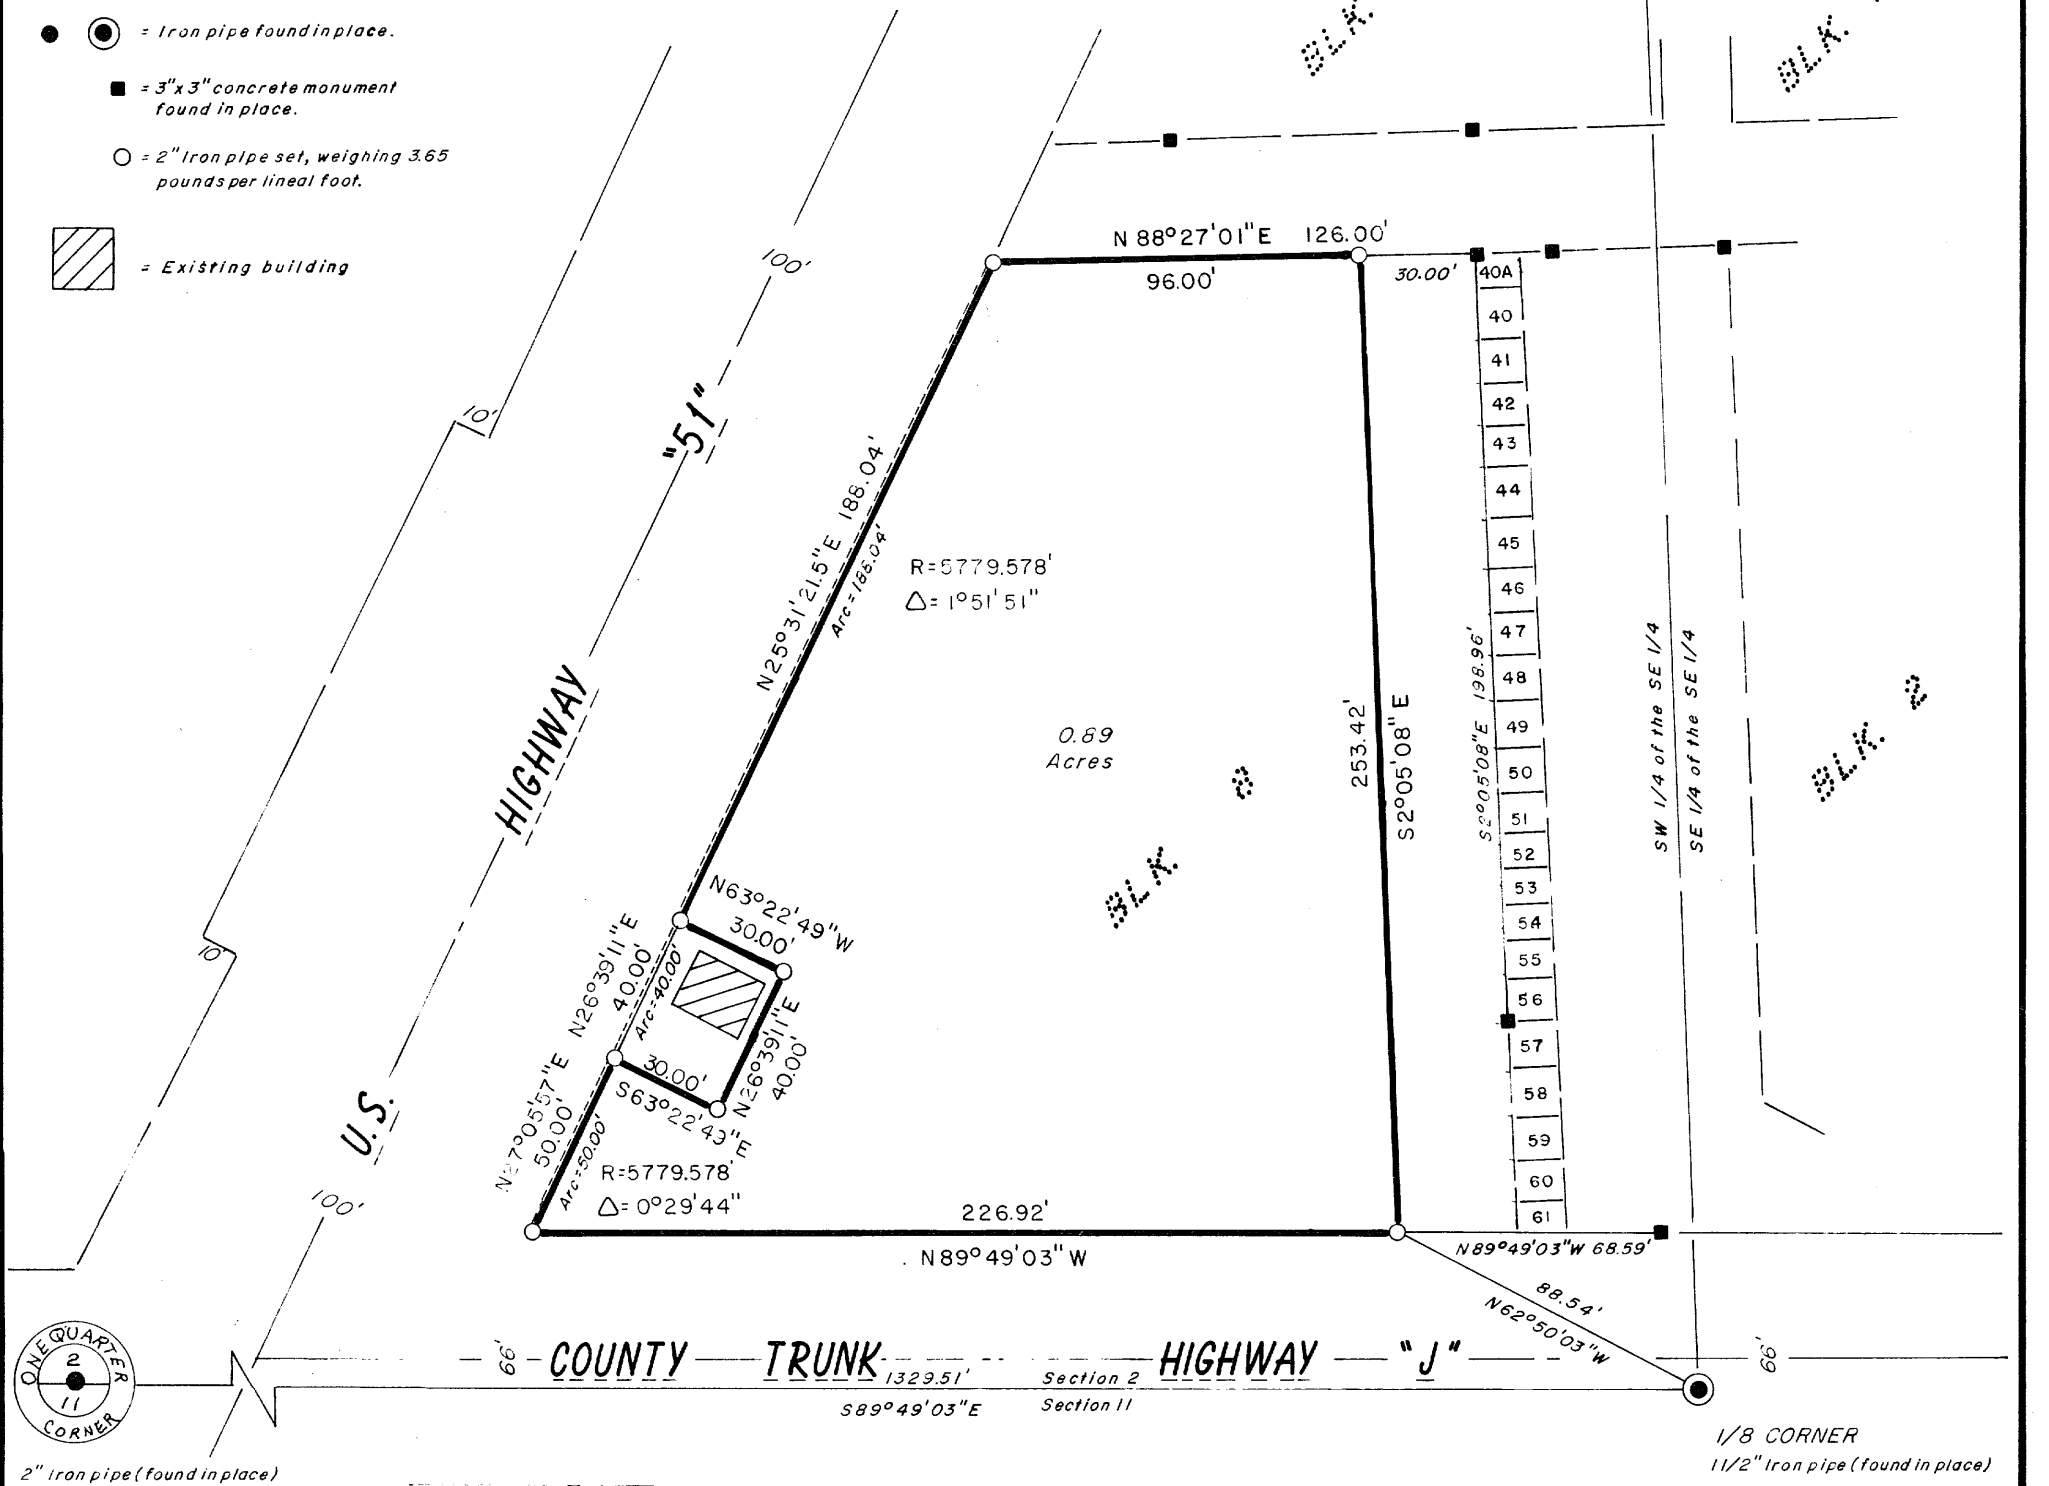 = Iron pipe found in place.
= 3"x 3" concrete monument
found in place.
= 2" Iron pipe set, weighing 3.65
pounds per lineal foot.
= Existing building
BLK.
BLK.
N 88°27'01" E 126.00'
96.00'
30.00'
100'
10'
"51"
HIGHWAY
U.S.
10'
100'
N25°31'21.5"E 188.04'
Arc = 186.04'
R=5779.578'
△= 1°51'51"
0.89
Acres
BLK. 3
253.42'
S2°05'08" E
S2°05'08"E 198.96'
40A
40
41
42
43
44
45
46
47
48
49
50
51
52
53
54
55
56
57
58
59
60
61
SW 1/4 of the SE 1/4
SE 1/4 of the SE 1/4
BLK. 2
N63°22'49"W
30.00'
N26°39'11"E
40.00'
Arc=40.00'
N26°39'11"E
40.00'
30.00'
S63°22'49"E
N27°05'57"E
50.00'
Arc=50.00'
R=5779.578'
△= 0°29'44"
226.92'
N89°49'03" W
N89°49'03"W 68.59'
88.54'
N62°50'03"W
66'
COUNTY TRUNK HIGHWAY "J"
66'
1329.51'
Section 2
S89°49'03"E
Section 11
ONE QUARTER
2
11
CORNER
2" Iron pipe (found in place)
1/8 CORNER
1 1/2" Iron pipe (found in place)